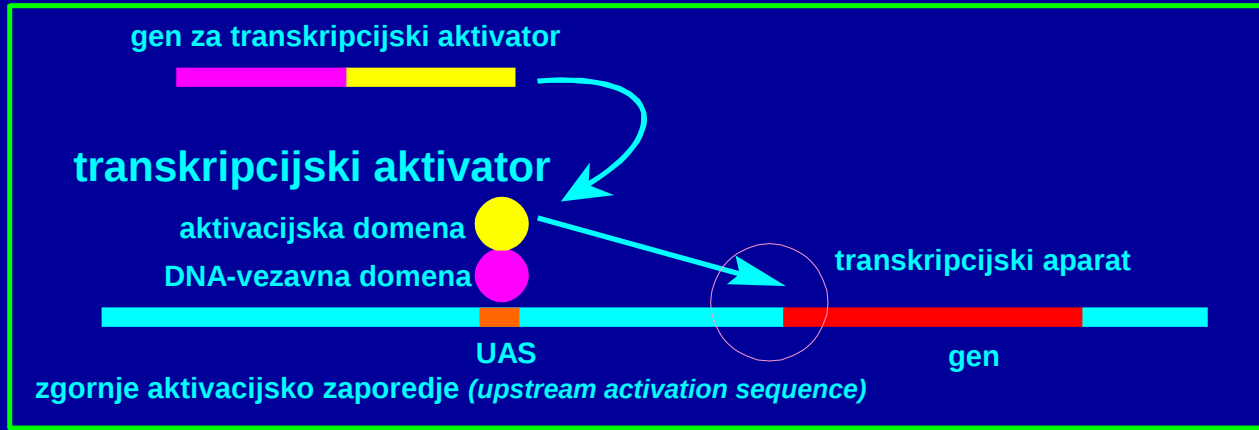 gen za transkripcijski aktivator
transkripcijski aktivator
aktivacijska domena
DNA-vezavna domena
transkripcijski aparat
UAS
gen
zgornje aktivacijsko zaporedje (upstream activation sequence)